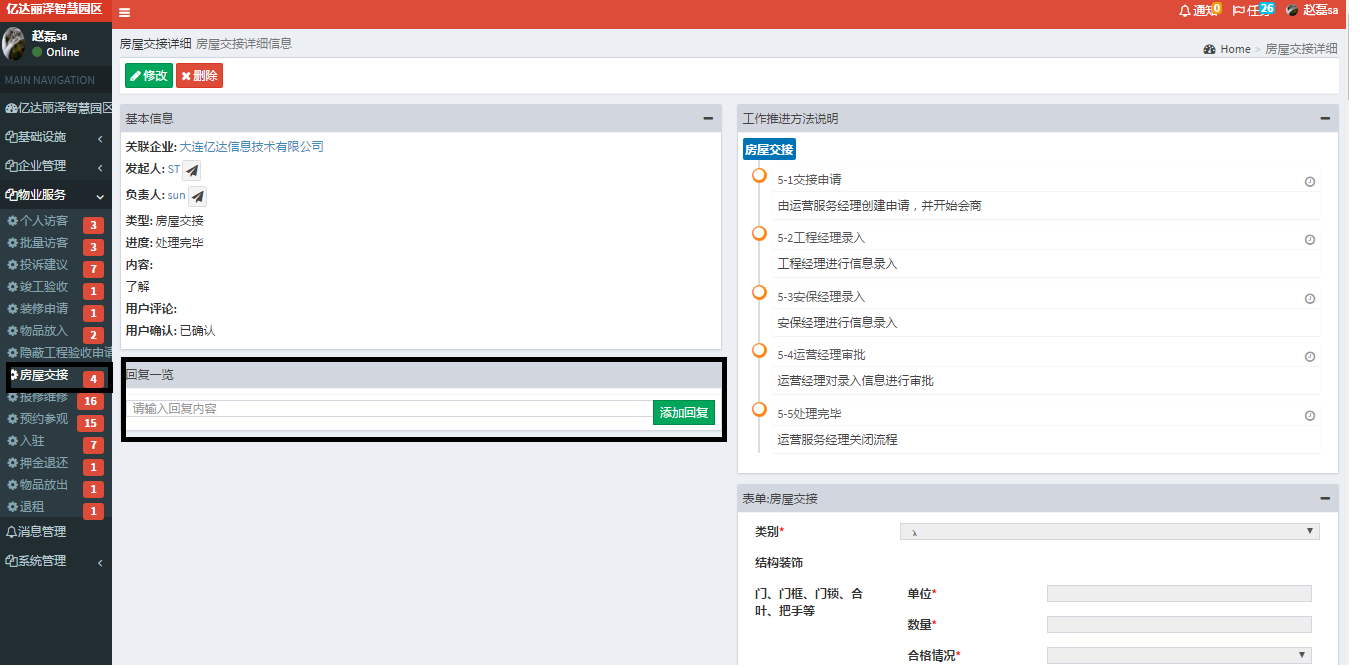 亿达丽泽智慧园区
通知 0
任务 26
赵磊sa
赵磊sa
Online
MAIN NAVIGATION
亿达丽泽智慧园区
基础设施
企业管理
物业服务
个人访客 3
批量访客 3
投诉建议 7
竣工验收 1
装修申请 1
物品放入 2
隐蔽工程验收申请
房屋交接 4
报修维修 16
预约参观 15
入驻 7
押金退还 1
物品放出 1
退租 1
消息管理
系统管理
房屋交接详细 房屋交接详细信息
Home > 房屋交接详细
修改 删除
基本信息
关联企业: 大连亿达信息技术有限公司
发起人: ST
负责人: sun
类型: 房屋交接
进度: 处理完毕
内容:
了解
用户评论:
用户确认: 已确认
回复一览
请输入回复内容
添加回复
工作推进方法说明
房屋交接
5-1交接申请
由运营服务经理创建申请，并开始会商
5-2工程经理录入
工程经理进行信息录入
5-3安保经理录入
安保经理进行信息录入
5-4运营经理审批
运营经理对录入信息进行审批
5-5处理完毕
运营服务经理关闭流程
表单:房屋交接
类别*
结构装饰
门、门框、门锁、合
叶、把手等
单位*
数量*
合格情况*